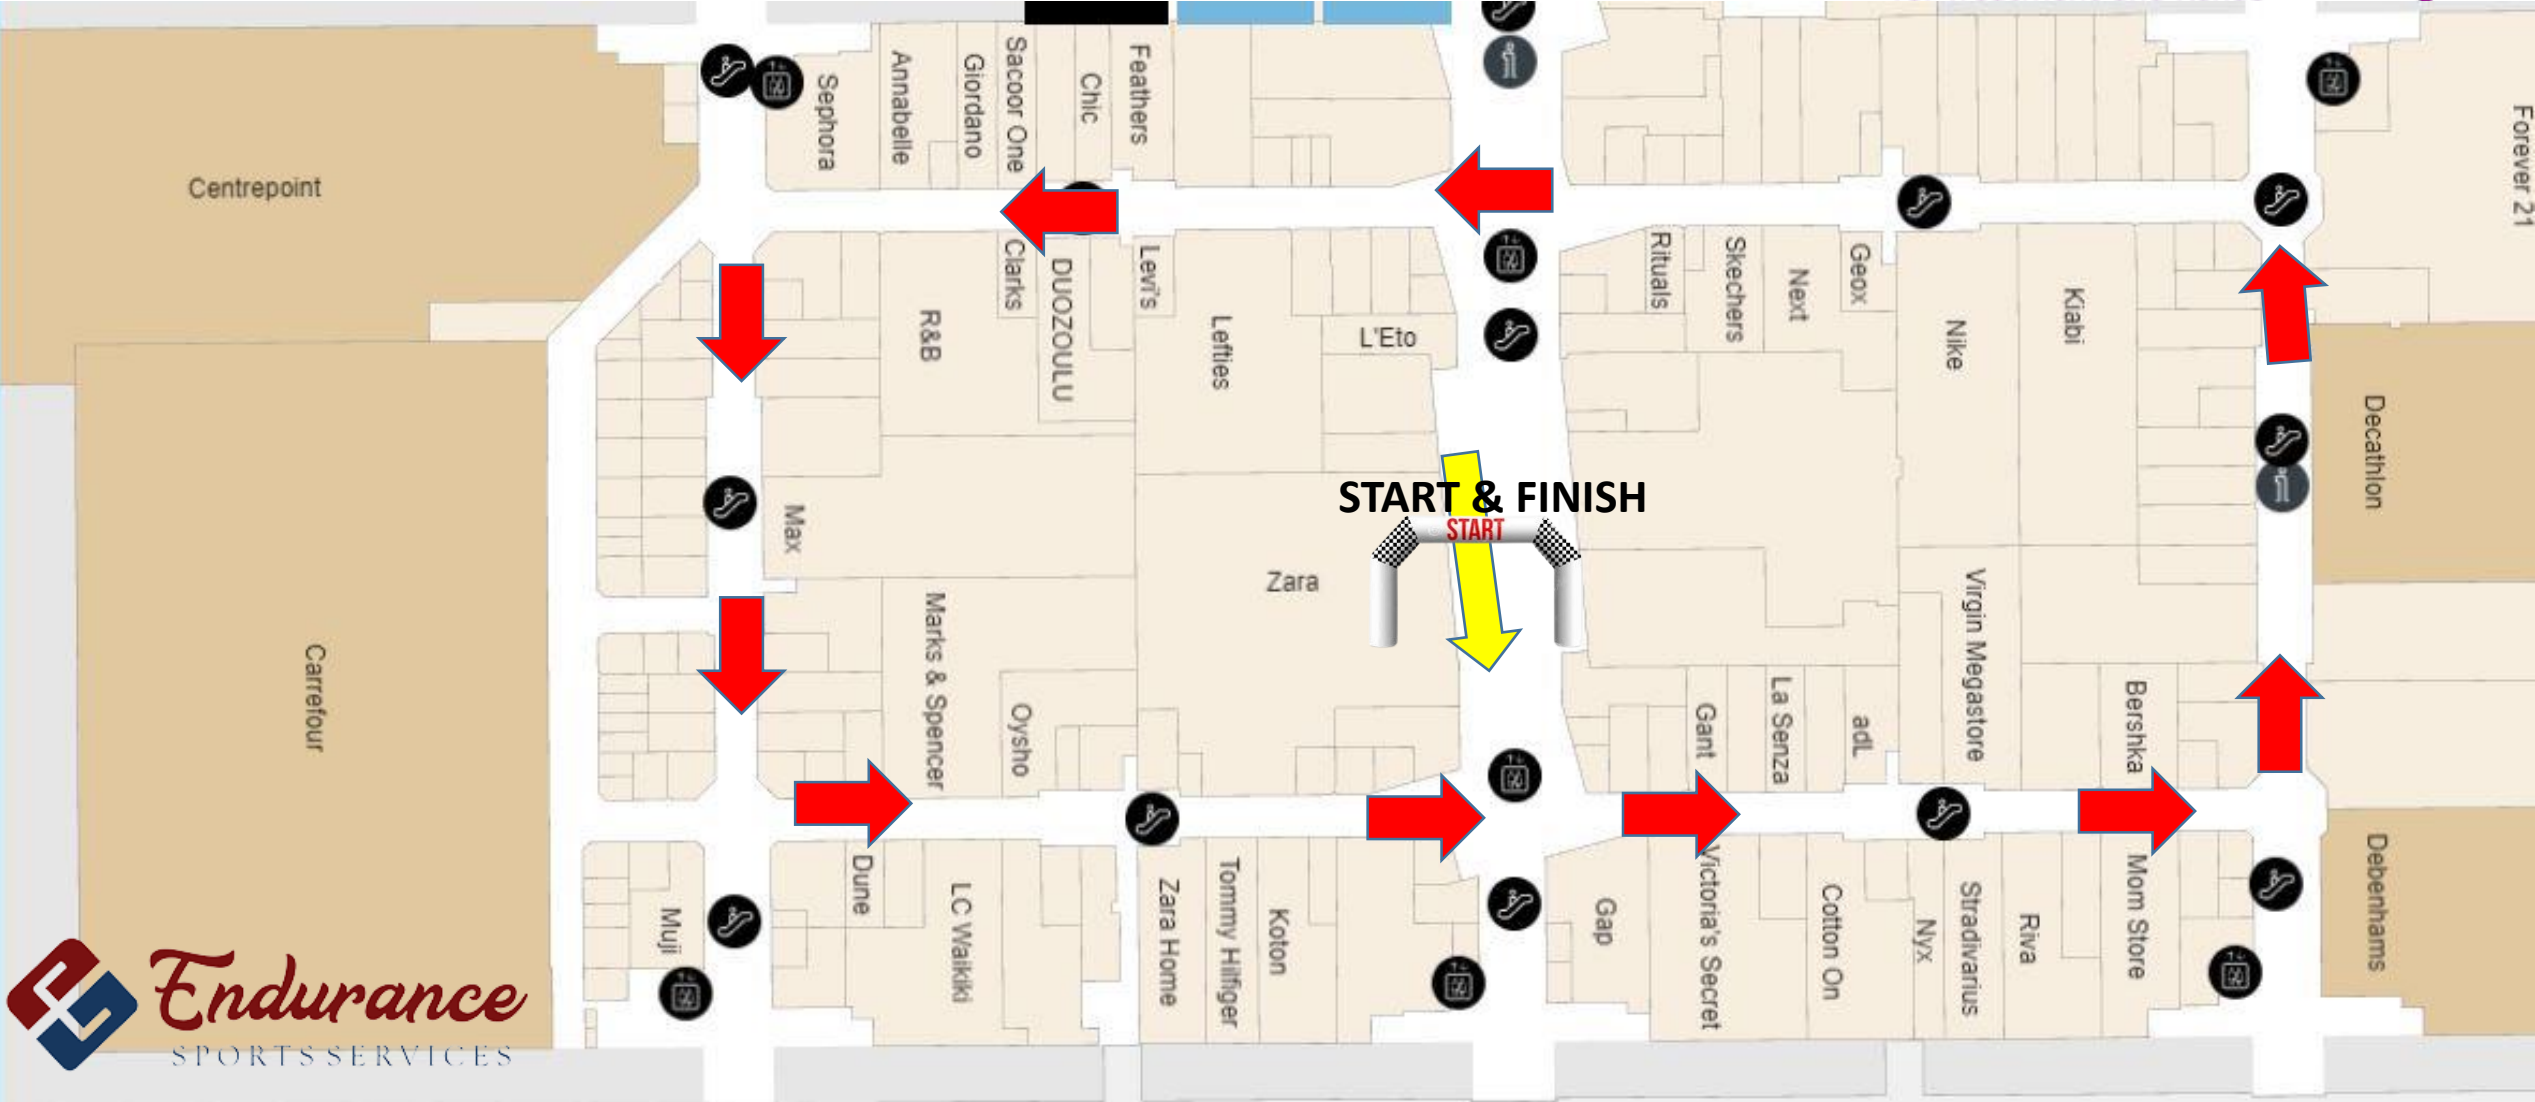 Centrepoint
Sephora
Annabelle
Giordano
Sacoor One
Chic
Feathers
Forever 21
R&B
Clarks
DUOZOULU
Levi's
Lefties
L'Eto
Rituals
Skechers
Next
Geox
Nike
Kiabi
Decathlon
START & FINISH
START
Max
Zara
Carrefour
Marks & Spencer
Oysho
Gant
La Senza
adL
Virgin Megastore
Bershka
Muji
Dune
LC Waikiki
Zara Home
Tommy Hilfiger
Koton
Gap
Victoria's Secret
Cotton On
Nyx
Stradivarius
Riva
Mom Store
Debenhams
Endurance
SPORTS SERVICES